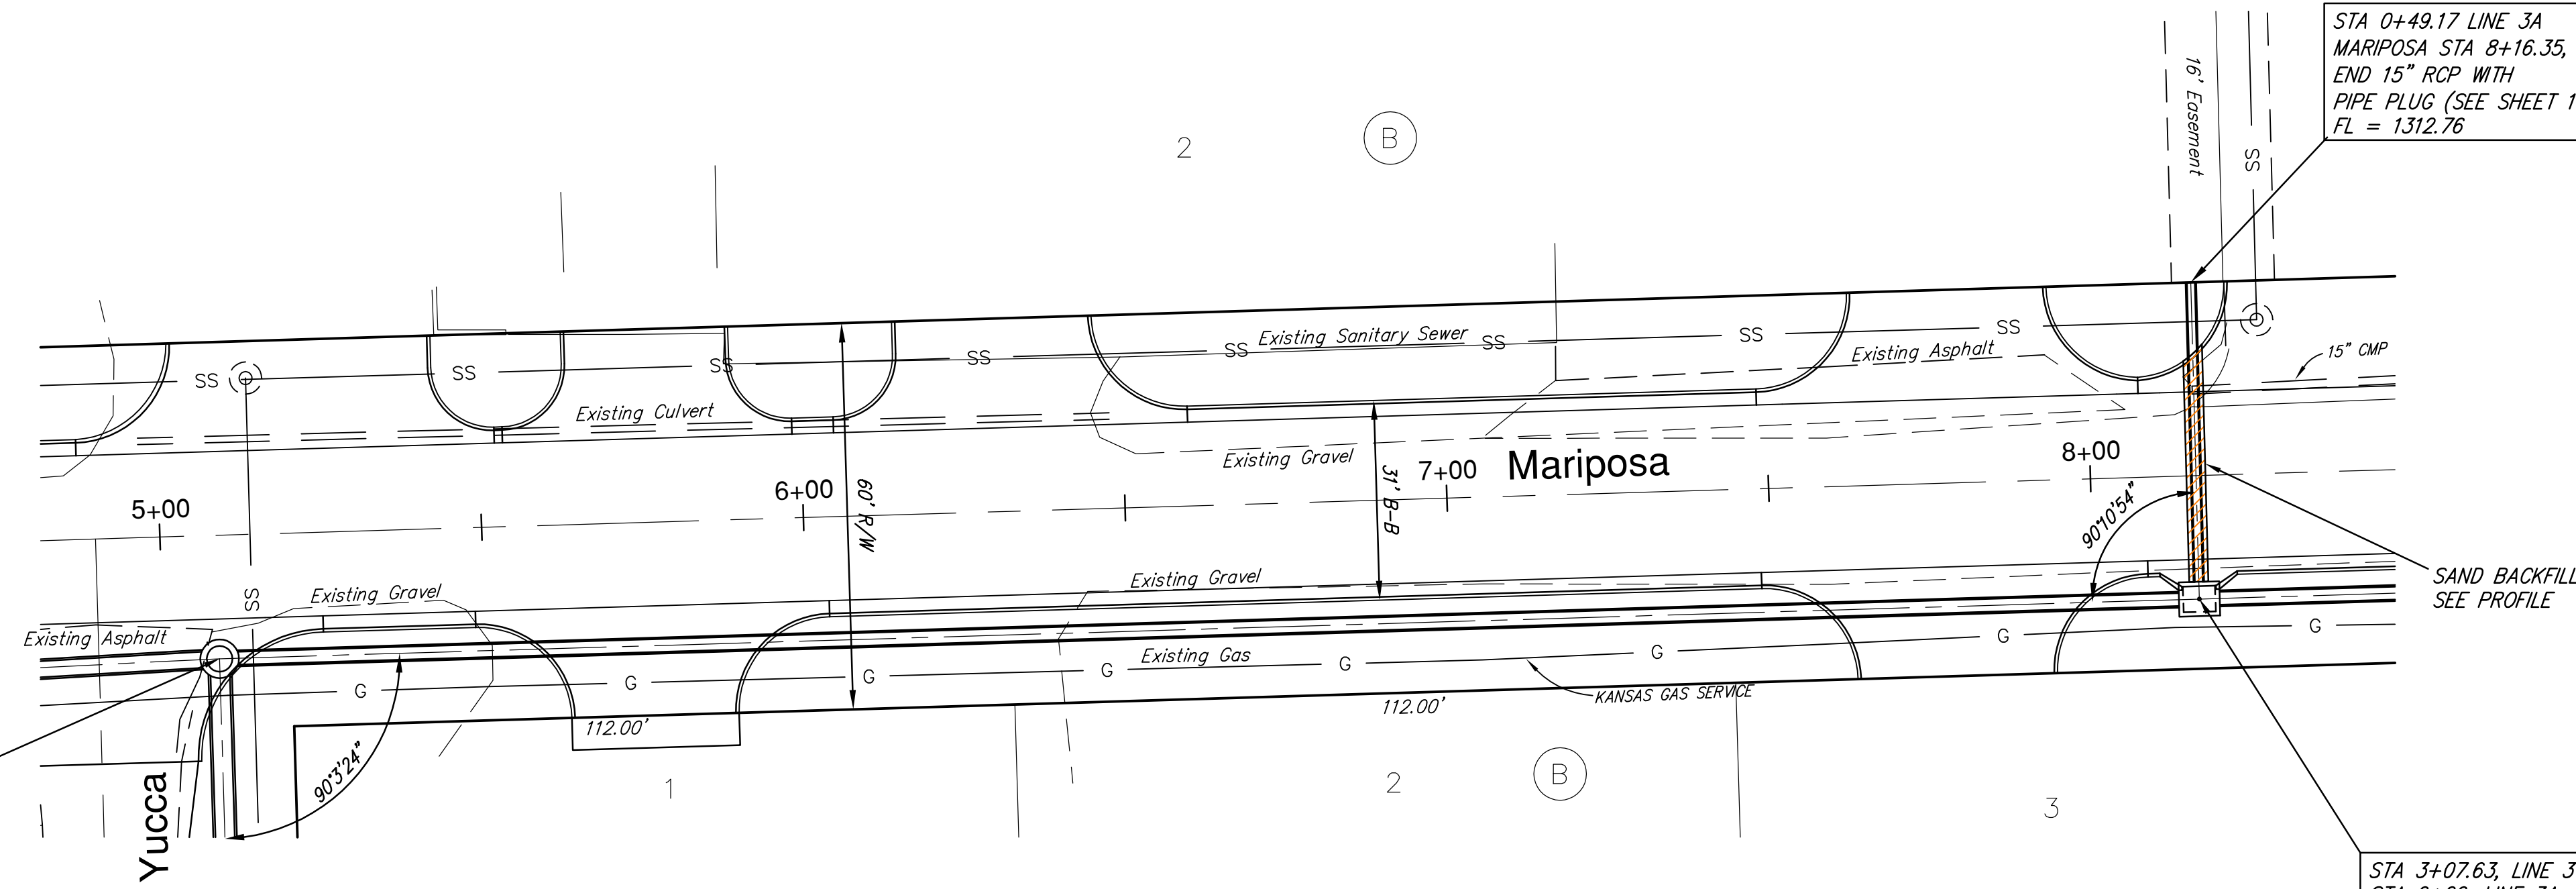 STA 0+49.17 LINE 3A
MARIPOSA STA 8+16.35,
END 15" RCP WITH
PIPE PLUG (SEE SHEET 1
FL = 1312.76
16' Easement
SS
2
B
Existing Sanitary Sewer
SS
SS
SS
SS
SS
SS
SS
SS
Existing Asphalt
15" CMP
Existing Culvert
Existing Gravel
5+00
6+00
7+00
8+00
Mariposa
60' R/W
31' B-B
90°10'54"
SS
Existing Gravel
Existing Gravel
Existing Asphalt
SAND BACKFILL
SEE PROFILE
Existing Gas
G
G
G
G
G
G
G
G
KANSAS GAS SERVICE
112.00'
112.00'
90°3'24"
Yucca
1
2
B
3
STA 3+07.63, LINE 3